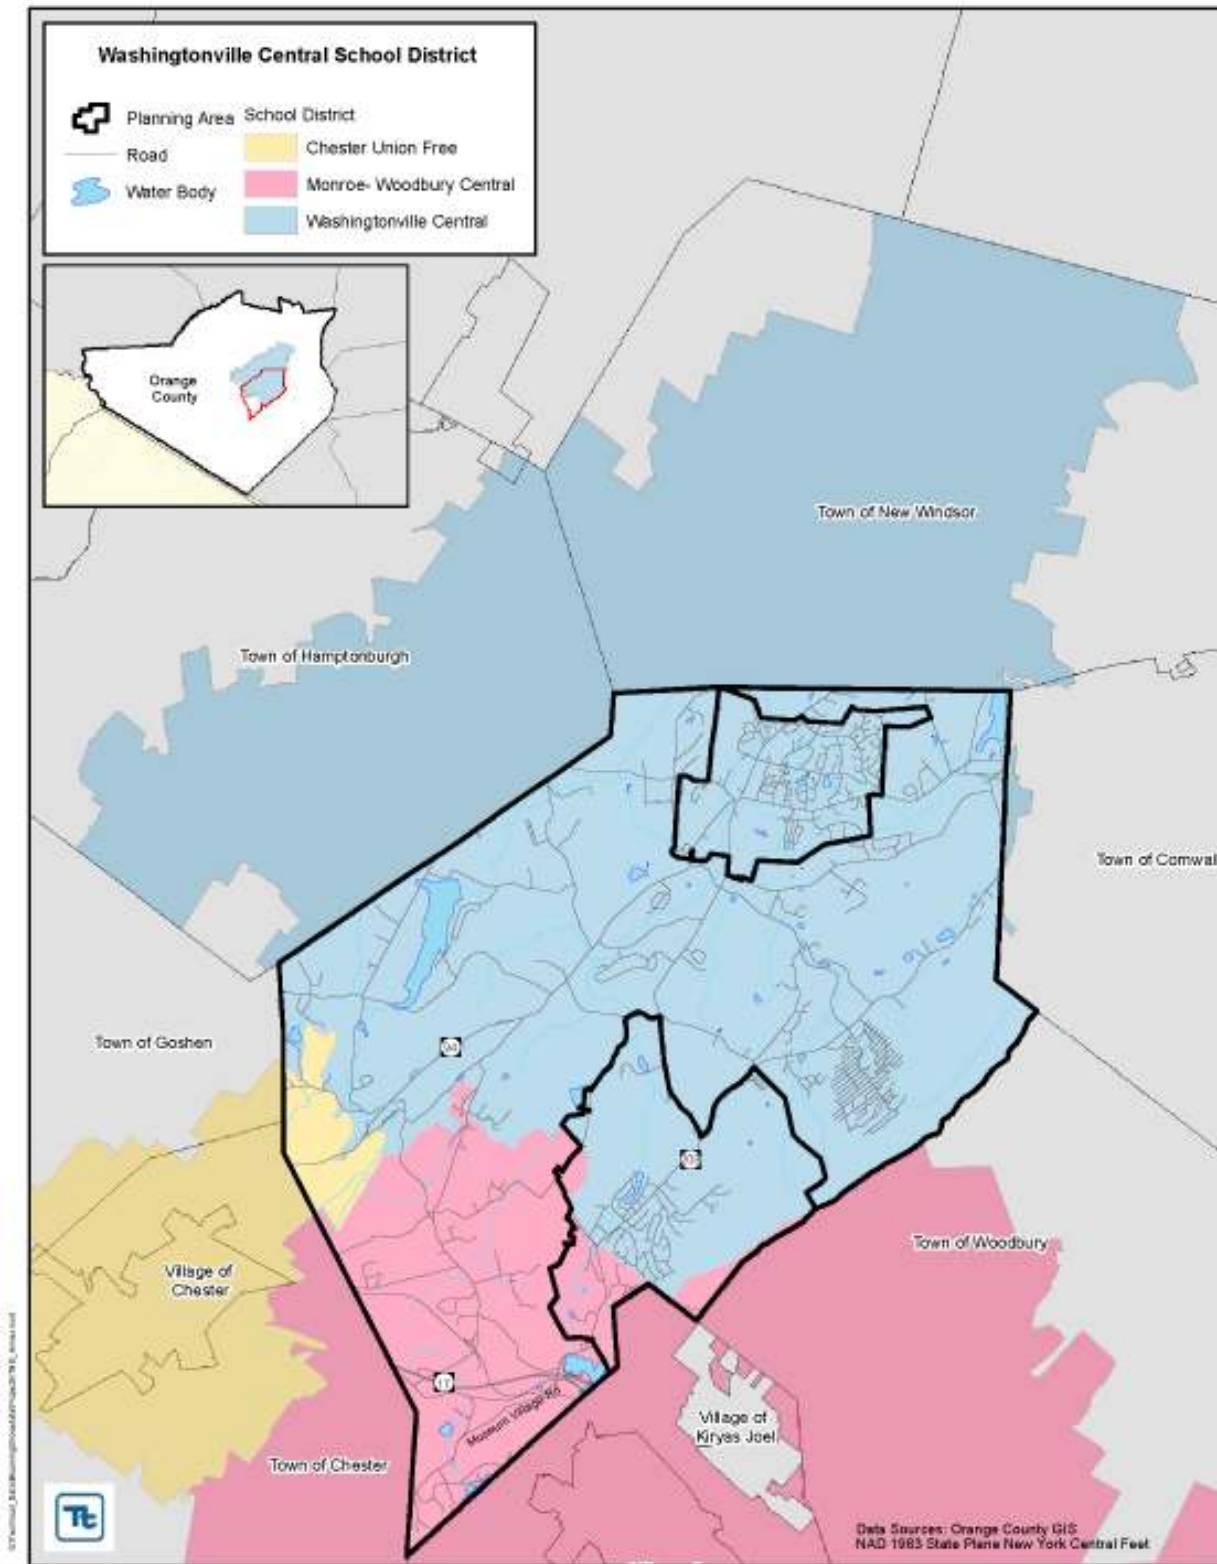 Washingtonville Central School District
Planning Area
Road
Water Body
School District
Chester Union Free
Monroe- Woodbury Central
Washingtonville Central
Orange
County
Town of New Windsor
Town of Hamptonburgh
Town of Cornwall
Town of Goshen
94
Town of Woodbury
Village of
Chester
17
Museum Village Rd
Village of
Kiryas Joel
Town of Chester
Data Sources: Orange County GIS
NAD 1983 State Plane New York Central Feet